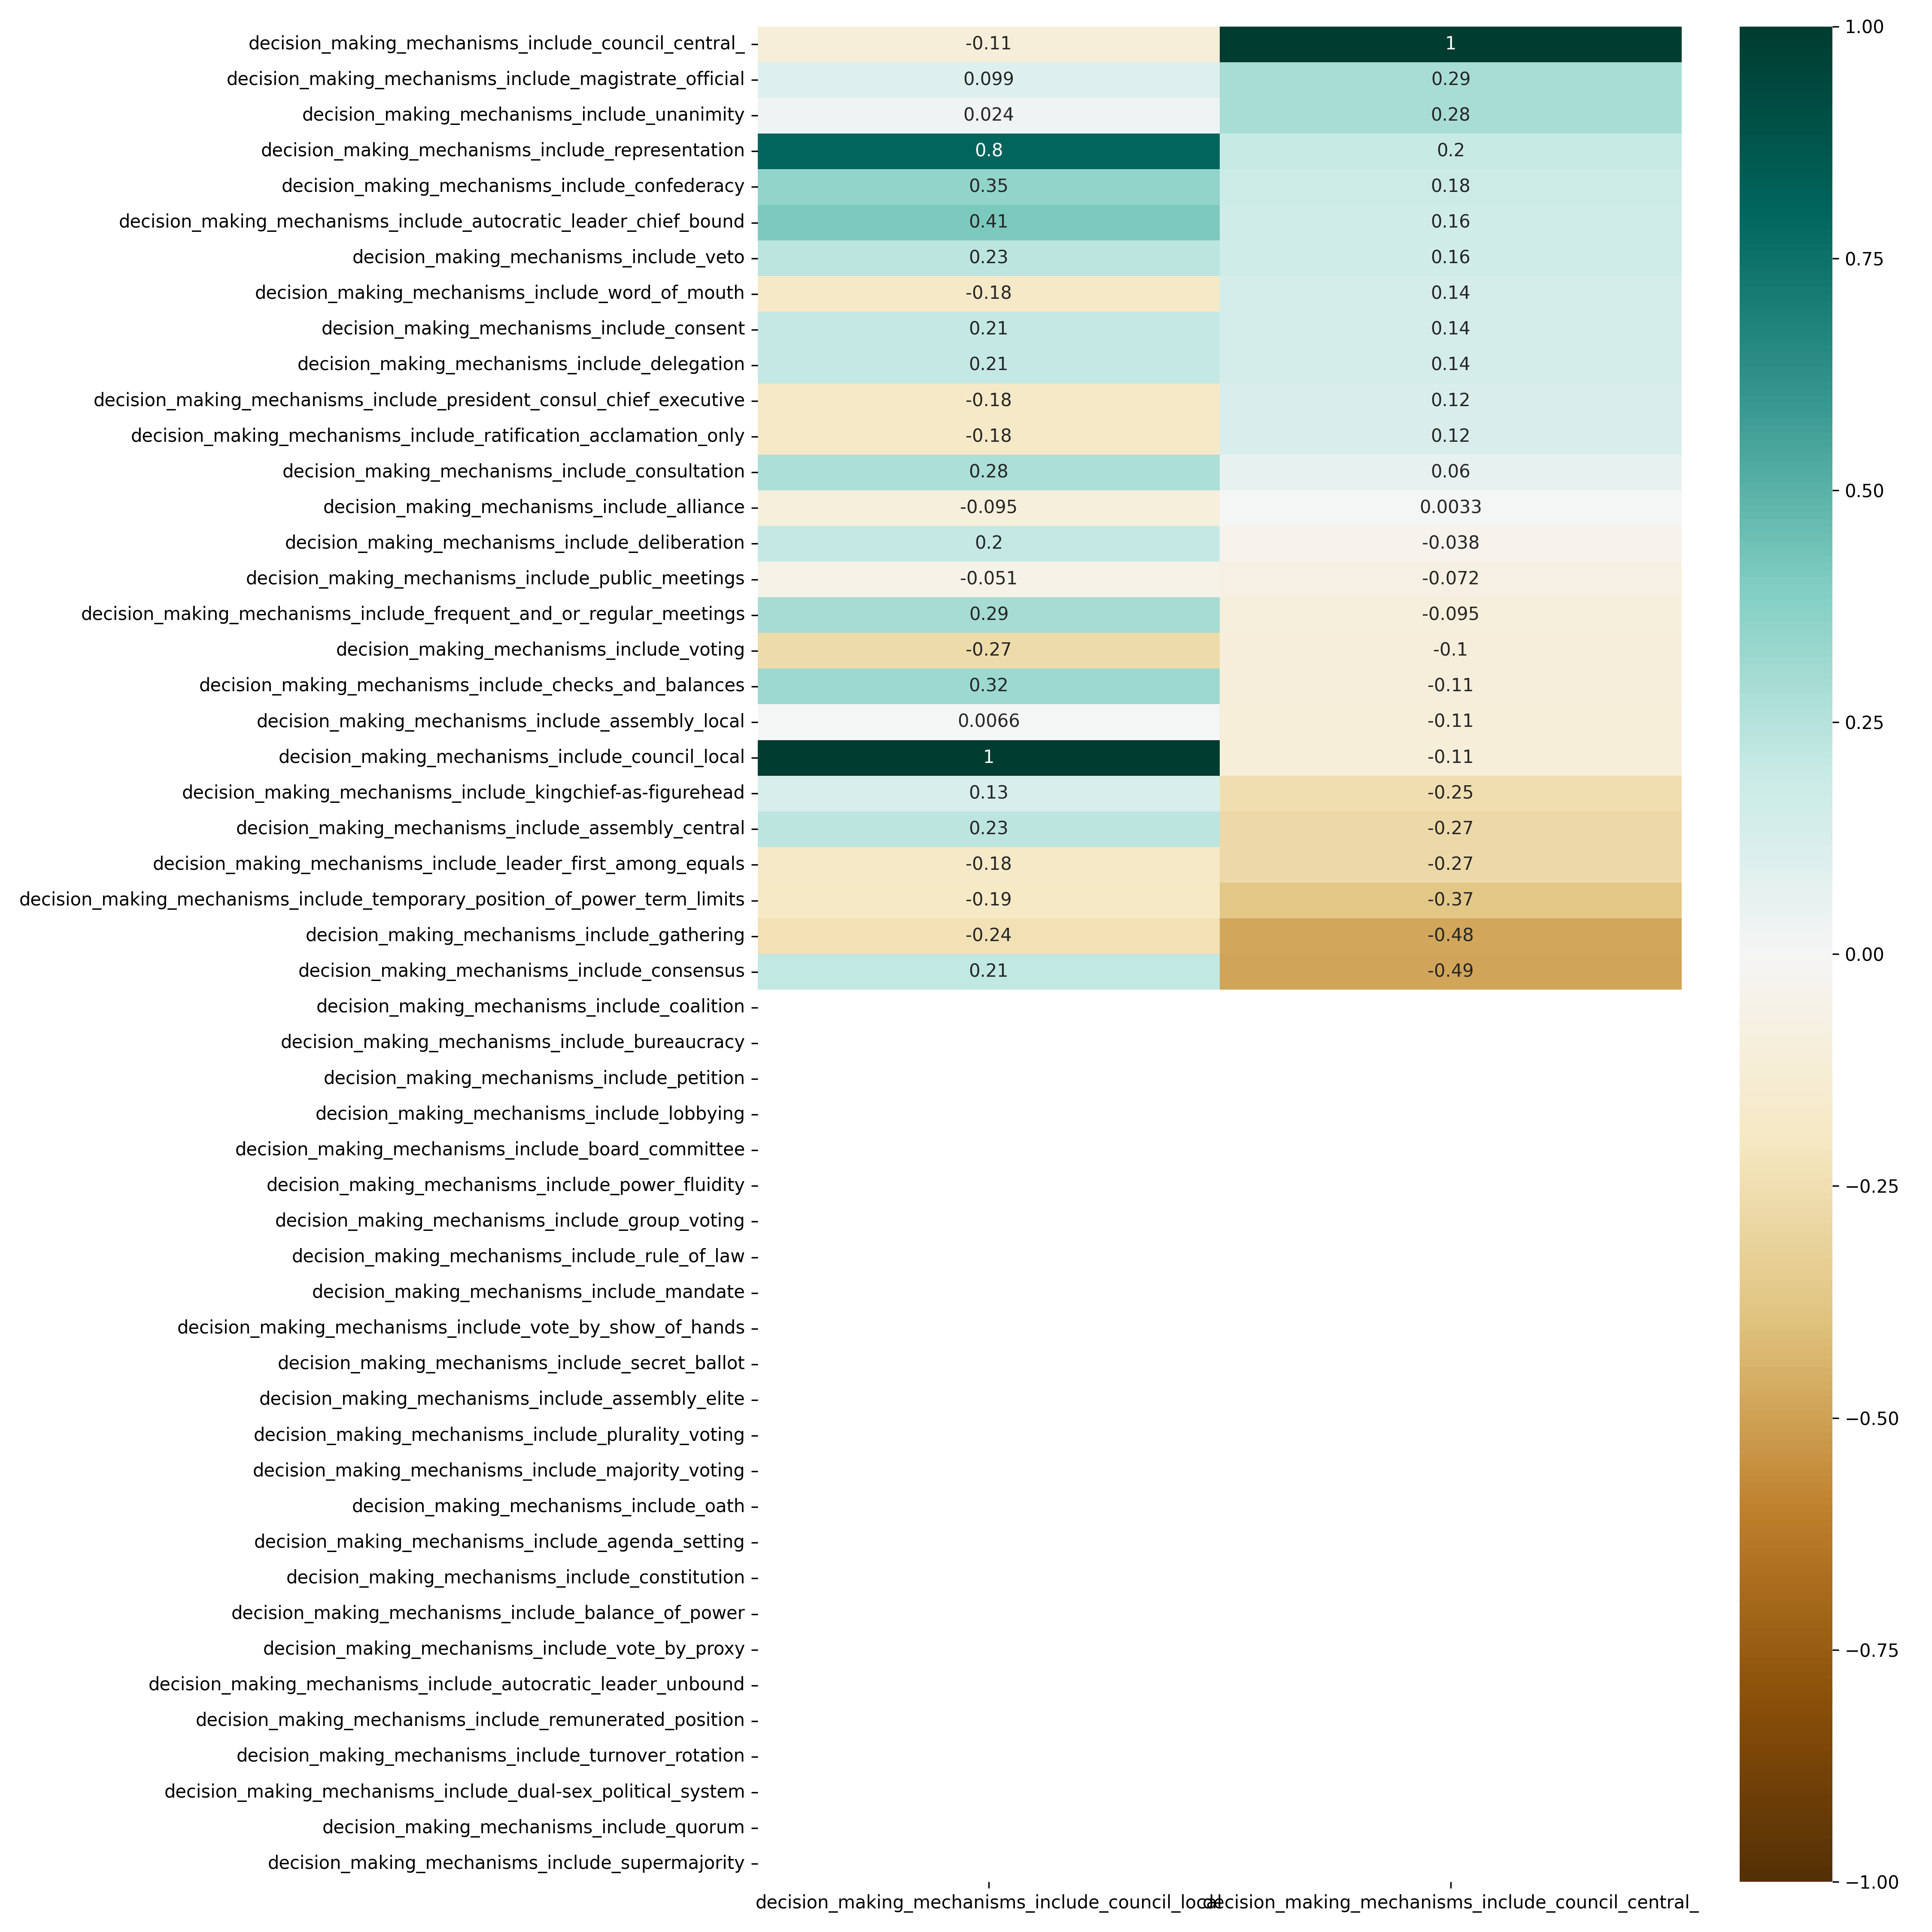 decision_making_mechanisms_include_council_central_ -0.11 1
decision_making_mechanisms_include_magistrate_official 0.099 0.29
decision_making_mechanisms_include_unanimity 0.024 0.28
decision_making_mechanisms_include_representation 0.8 0.2
decision_making_mechanisms_include_confederacy 0.35 0.18
decision_making_mechanisms_include_autocratic_leader_chief_bound 0.41 0.16
decision_making_mechanisms_include_veto 0.23 0.16
decision_making_mechanisms_include_word_of_mouth -0.18 0.14
decision_making_mechanisms_include_consent 0.21 0.14
decision_making_mechanisms_include_delegation 0.21 0.14
decision_making_mechanisms_include_president_consul_chief_executive -0.18 0.12
decision_making_mechanisms_include_ratification_acclamation_only -0.18 0.12
decision_making_mechanisms_include_consultation 0.28 0.06
decision_making_mechanisms_include_alliance -0.095 0.0033
decision_making_mechanisms_include_deliberation 0.2 -0.038
decision_making_mechanisms_include_public_meetings -0.051 -0.072
decision_making_mechanisms_include_frequent_and_or_regular_meetings 0.29 -0.095
decision_making_mechanisms_include_voting -0.27 -0.1
decision_making_mechanisms_include_checks_and_balances 0.32 -0.11
decision_making_mechanisms_include_assembly_local 0.0066 -0.11
decision_making_mechanisms_include_council_local 1 -0.11
decision_making_mechanisms_include_kingchief-as-figurehead 0.13 -0.25
decision_making_mechanisms_include_assembly_central 0.23 -0.27
decision_making_mechanisms_include_leader_first_among_equals -0.18 -0.27
decision_making_mechanisms_include_temporary_position_of_power_term_limits -0.19 -0.37
decision_making_mechanisms_include_gathering -0.24 -0.48
decision_making_mechanisms_include_consensus 0.21 -0.49
decision_making_mechanisms_include_coalition
decision_making_mechanisms_include_bureaucracy
decision_making_mechanisms_include_petition
decision_making_mechanisms_include_lobbying
decision_making_mechanisms_include_board_committee
decision_making_mechanisms_include_power_fluidity
decision_making_mechanisms_include_group_voting
decision_making_mechanisms_include_rule_of_law
decision_making_mechanisms_include_mandate
decision_making_mechanisms_include_vote_by_show_of_hands
decision_making_mechanisms_include_secret_ballot
decision_making_mechanisms_include_assembly_elite
decision_making_mechanisms_include_plurality_voting
decision_making_mechanisms_include_majority_voting
decision_making_mechanisms_include_oath
decision_making_mechanisms_include_agenda_setting
decision_making_mechanisms_include_constitution
decision_making_mechanisms_include_balance_of_power
decision_making_mechanisms_include_vote_by_proxy
decision_making_mechanisms_include_autocratic_leader_unbound
decision_making_mechanisms_include_remunerated_position
decision_making_mechanisms_include_turnover_rotation
decision_making_mechanisms_include_dual-sex_political_system
decision_making_mechanisms_include_quorum
decision_making_mechanisms_include_supermajority
decision_making_mechanisms_include_council_local
decision_making_mechanisms_include_council_central_
1.00
0.75
0.50
0.25
0.00
−0.25
−0.50
−0.75
−1.00